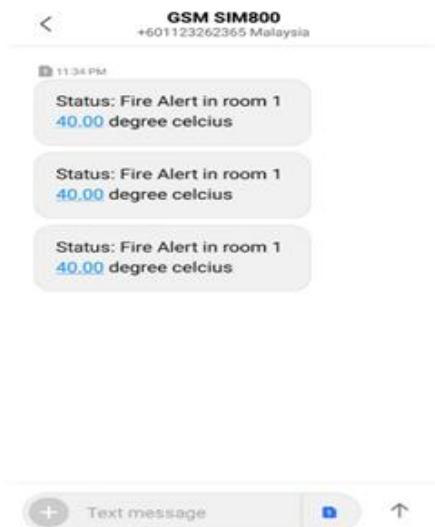 GSM SIM800
+601123262365 Malaysia
11:34 PM
Status: Fire Alert in room 1
40.00 degree celcius
Status: Fire Alert in room 1
40.00 degree celcius
Status: Fire Alert in room 1
40.00 degree celcius
Text message